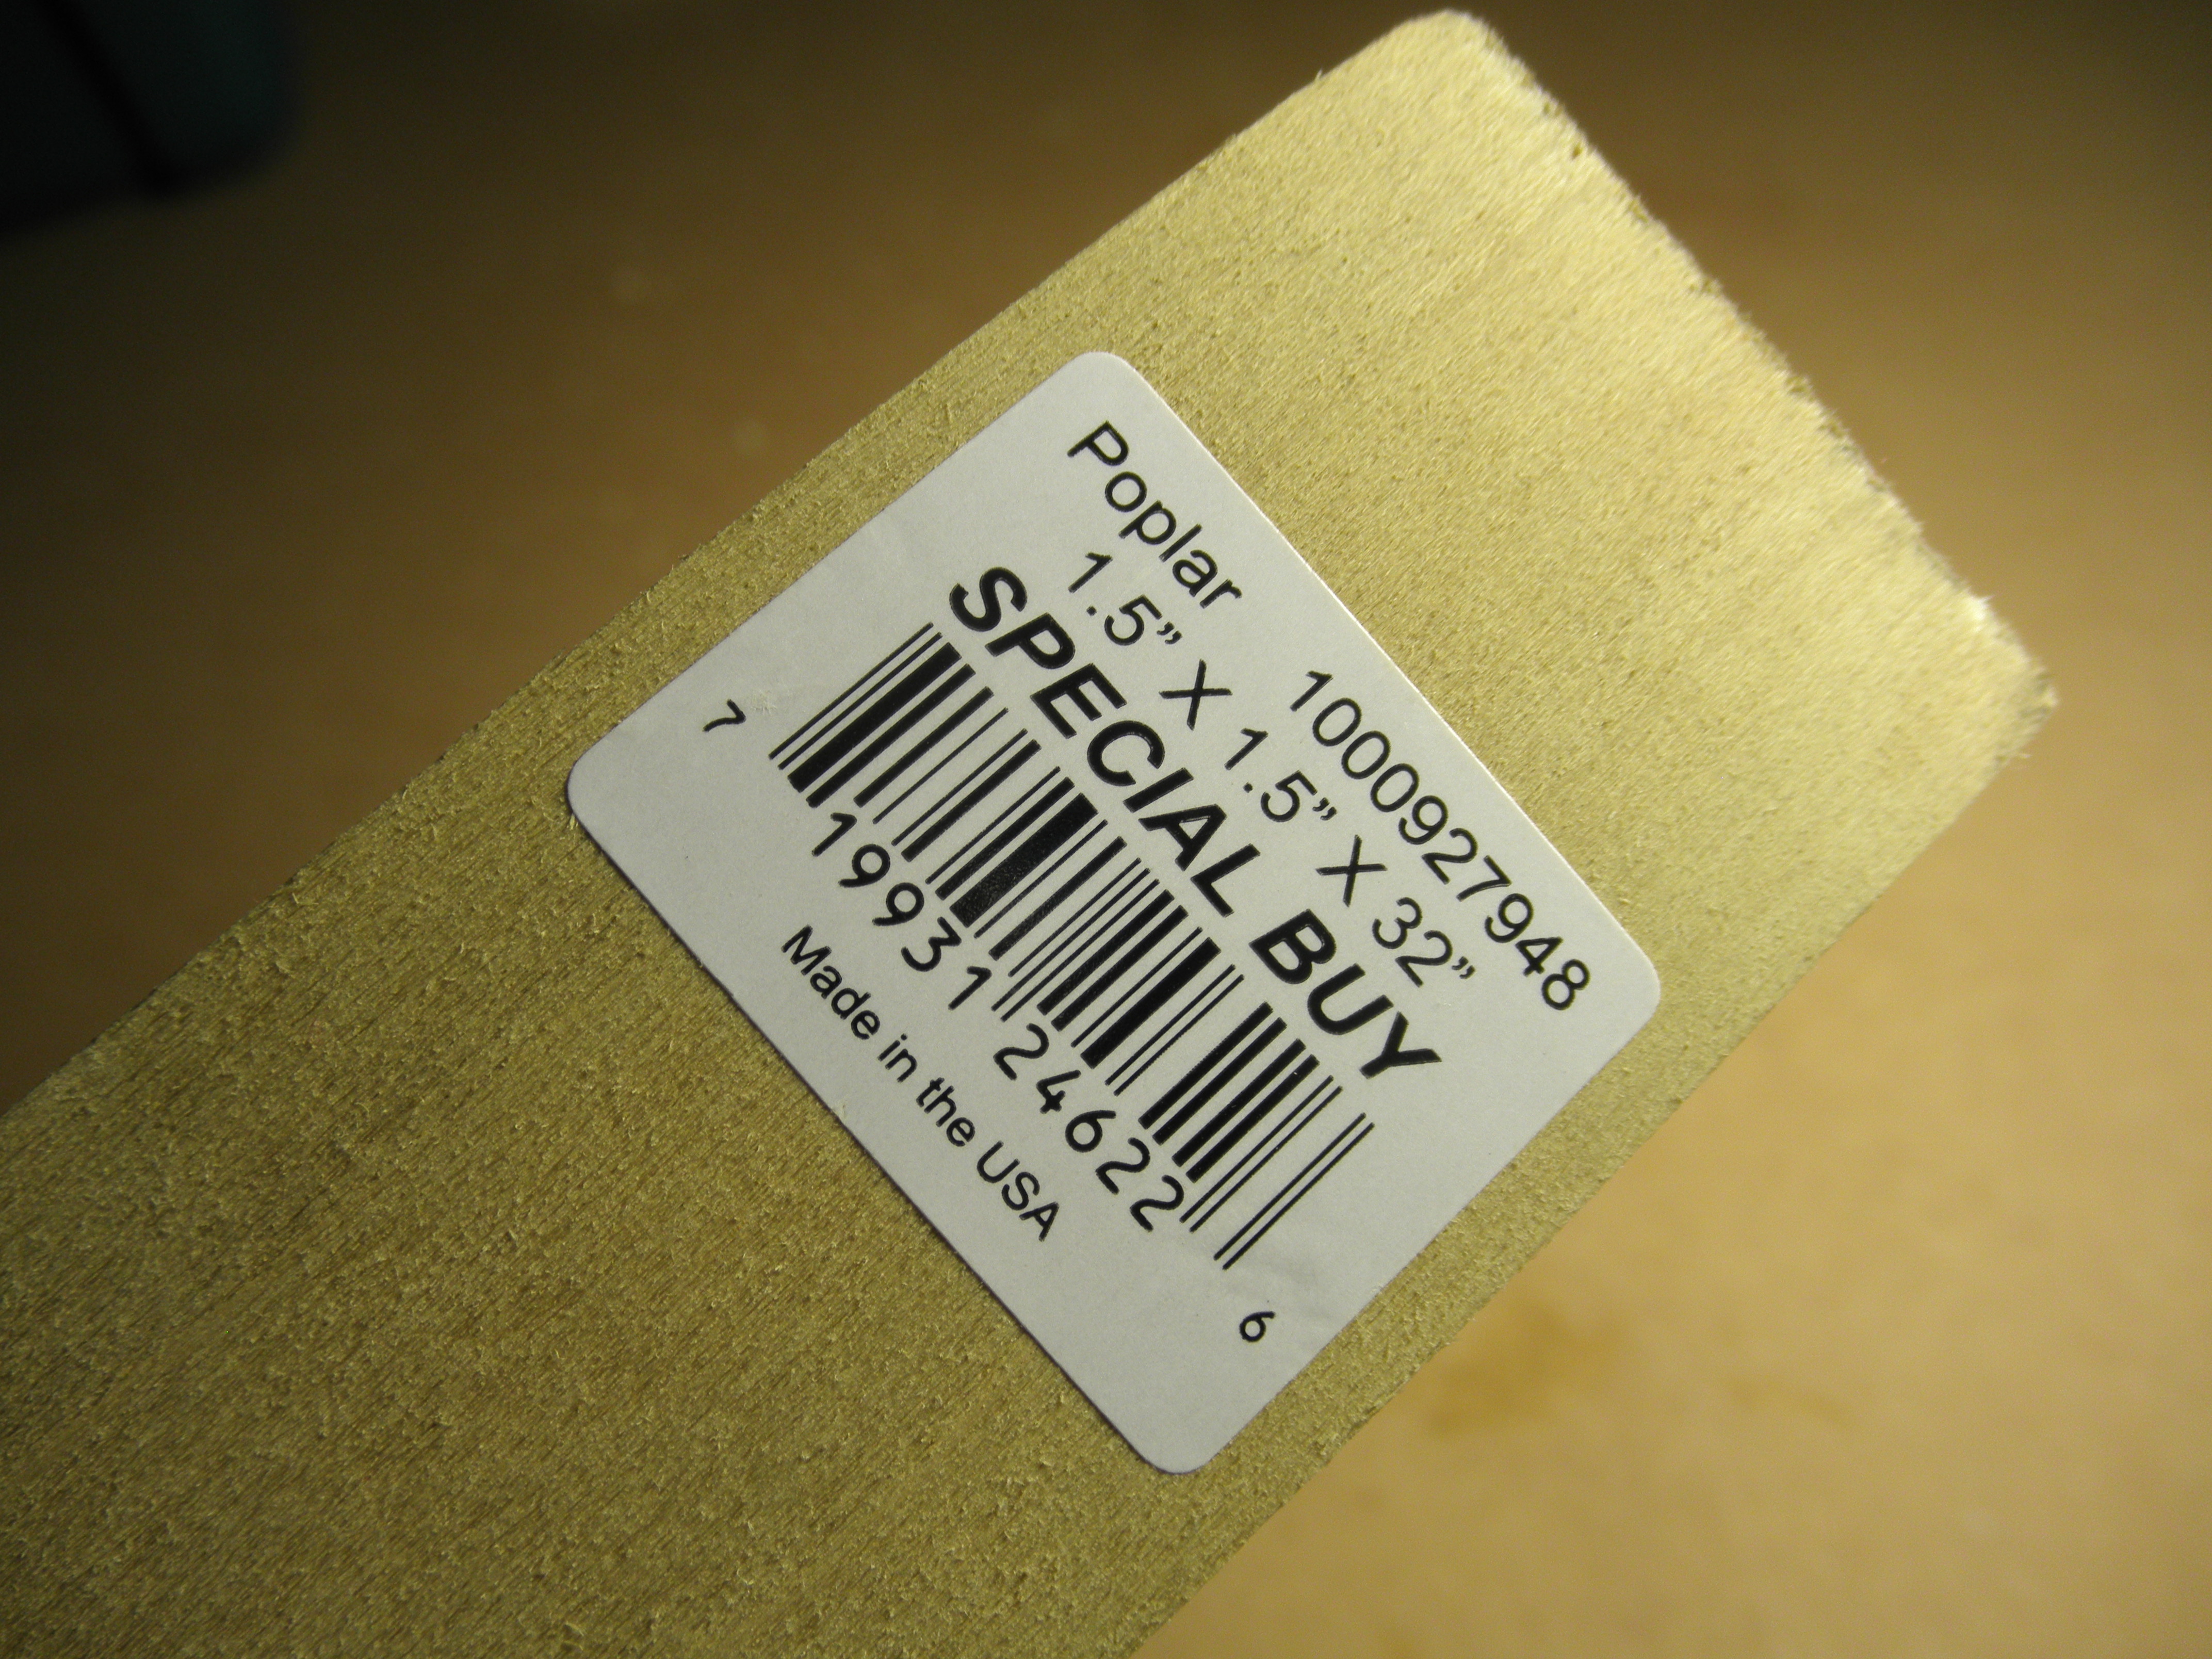 Poplar 1000927948
1.5” X 1.5” X 32”
SPECIAL BUY
7 19931 24622 6
Made in the USA